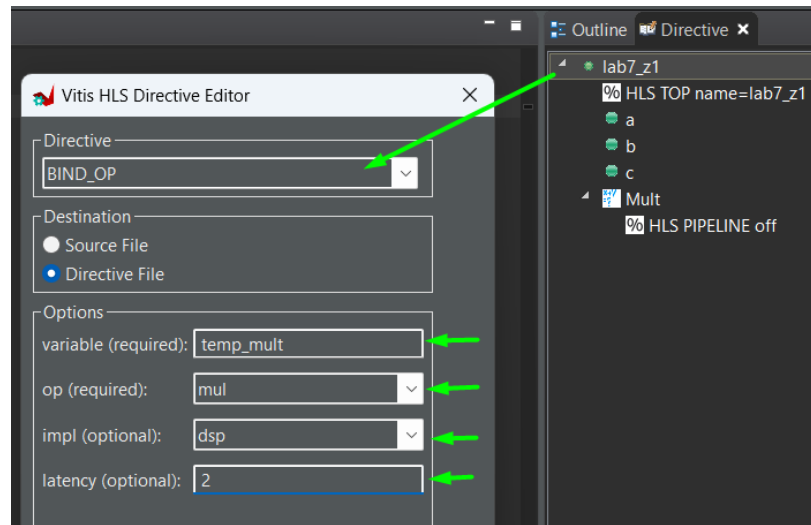 Vitis HLS Directive Editor
Directive
BIND_OP
Destination
Source File
Directive File
Options
variable (required): temp_mult
op (required): mul
impl (optional): dsp
latency (optional): 2
Outline Directive
lab7_z1
% HLS TOP name=lab7_z1
a
b
c
Mult
% HLS PIPELINE off